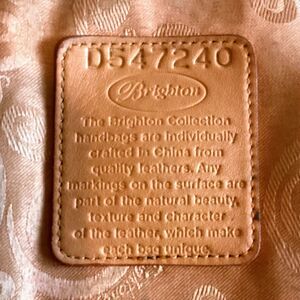 D547240
Brighton
The Brighton Collection
handbags are individually
crafted in China from
quality leathers. Any
markings on the surface are
part of the natural beauty,
texture and character
of the leather, which make
each bag unique.